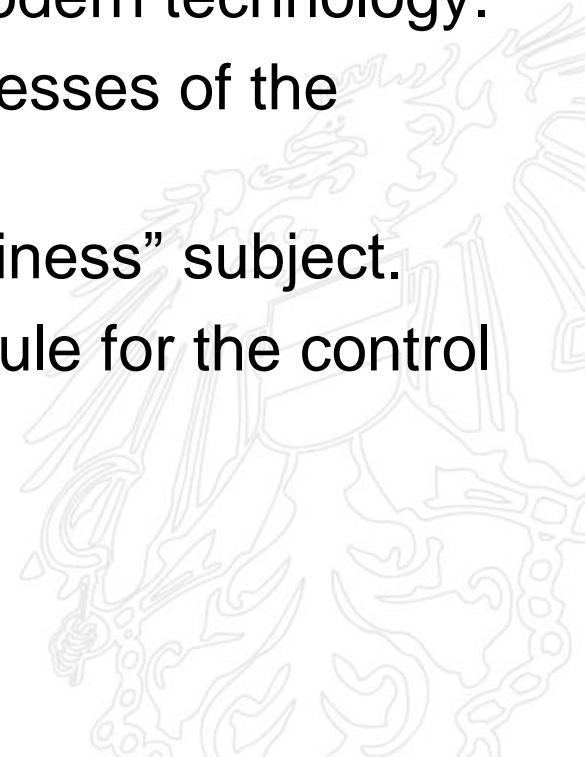 odern technology.
esses of the
iness” subject.
ule for the control